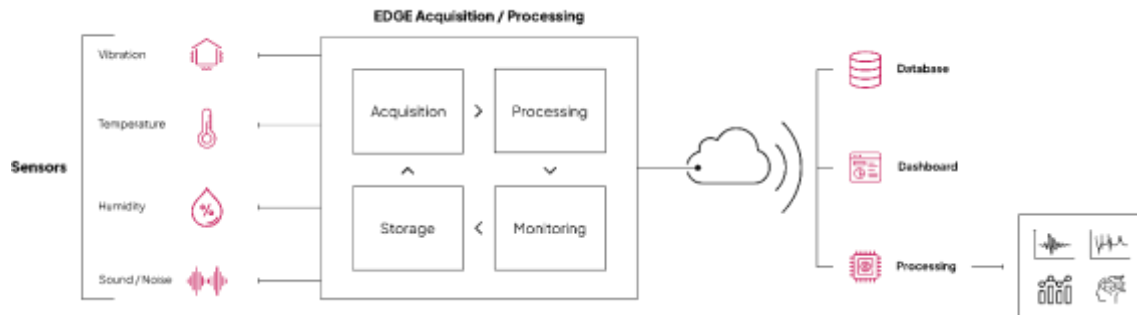 EDGE Acquisition / Processing
Sensors
Vibration
Temperature
Humidity
%
Sound / Noise
Acquisition
Processing
Storage
Monitoring
Database
Dashboard
Processing